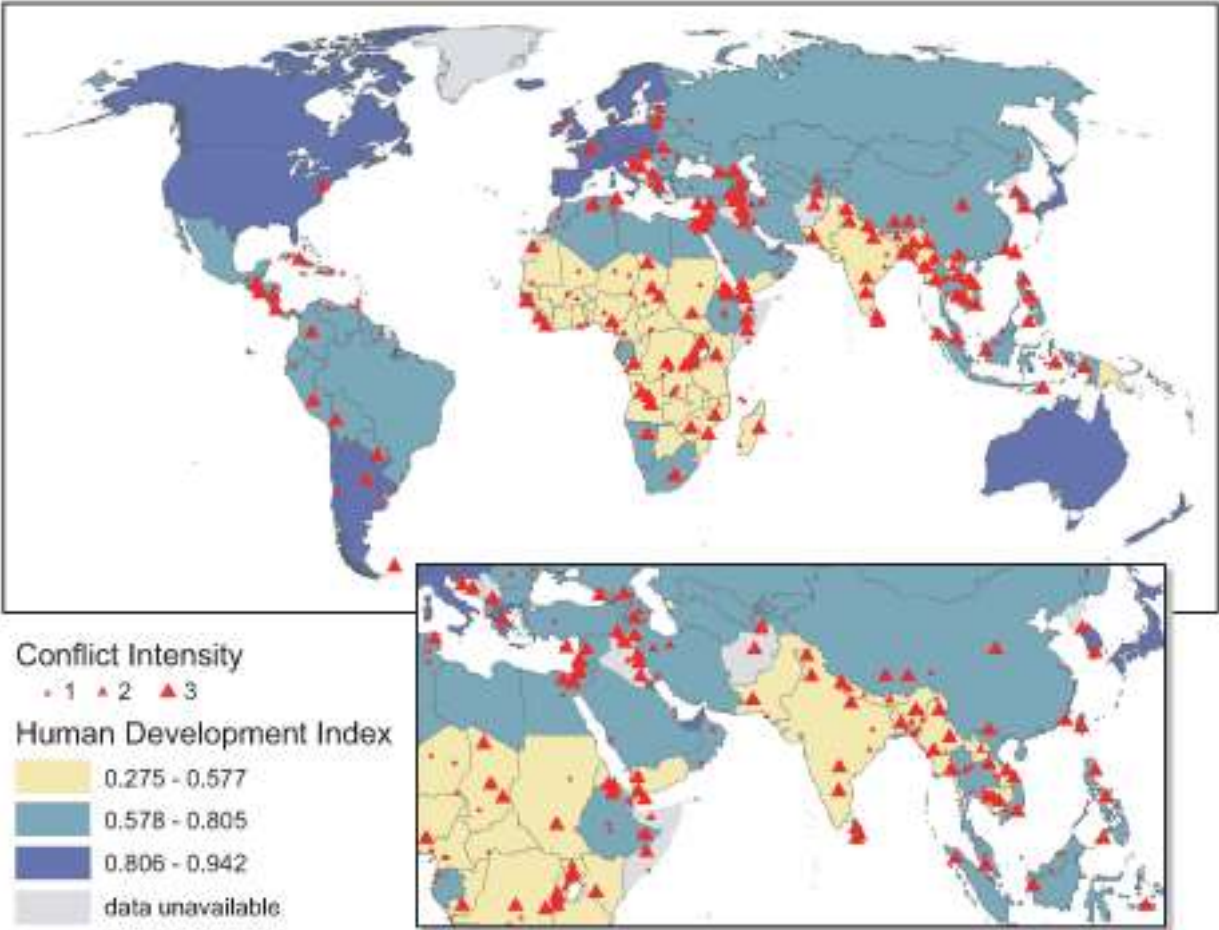 Conflict Intensity
1 2 3
Human Development Index
0.275 - 0.577
0.578 - 0.805
0.806 - 0.942
data unavailable